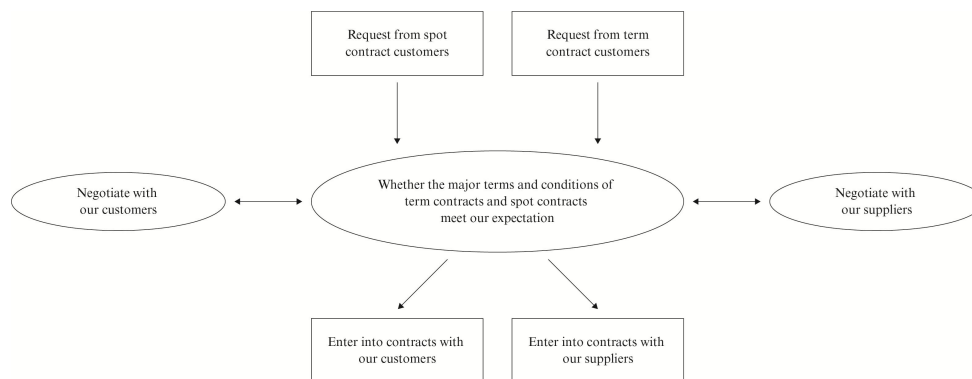 Request from spot
contract customers
Request from term
contract customers
Negotiate with
our customers
Whether the major terms and conditions of
term contracts and spot contracts
meet our expectation
Negotiate with
our suppliers
Enter into contracts with
our customers
Enter into contracts with
our suppliers